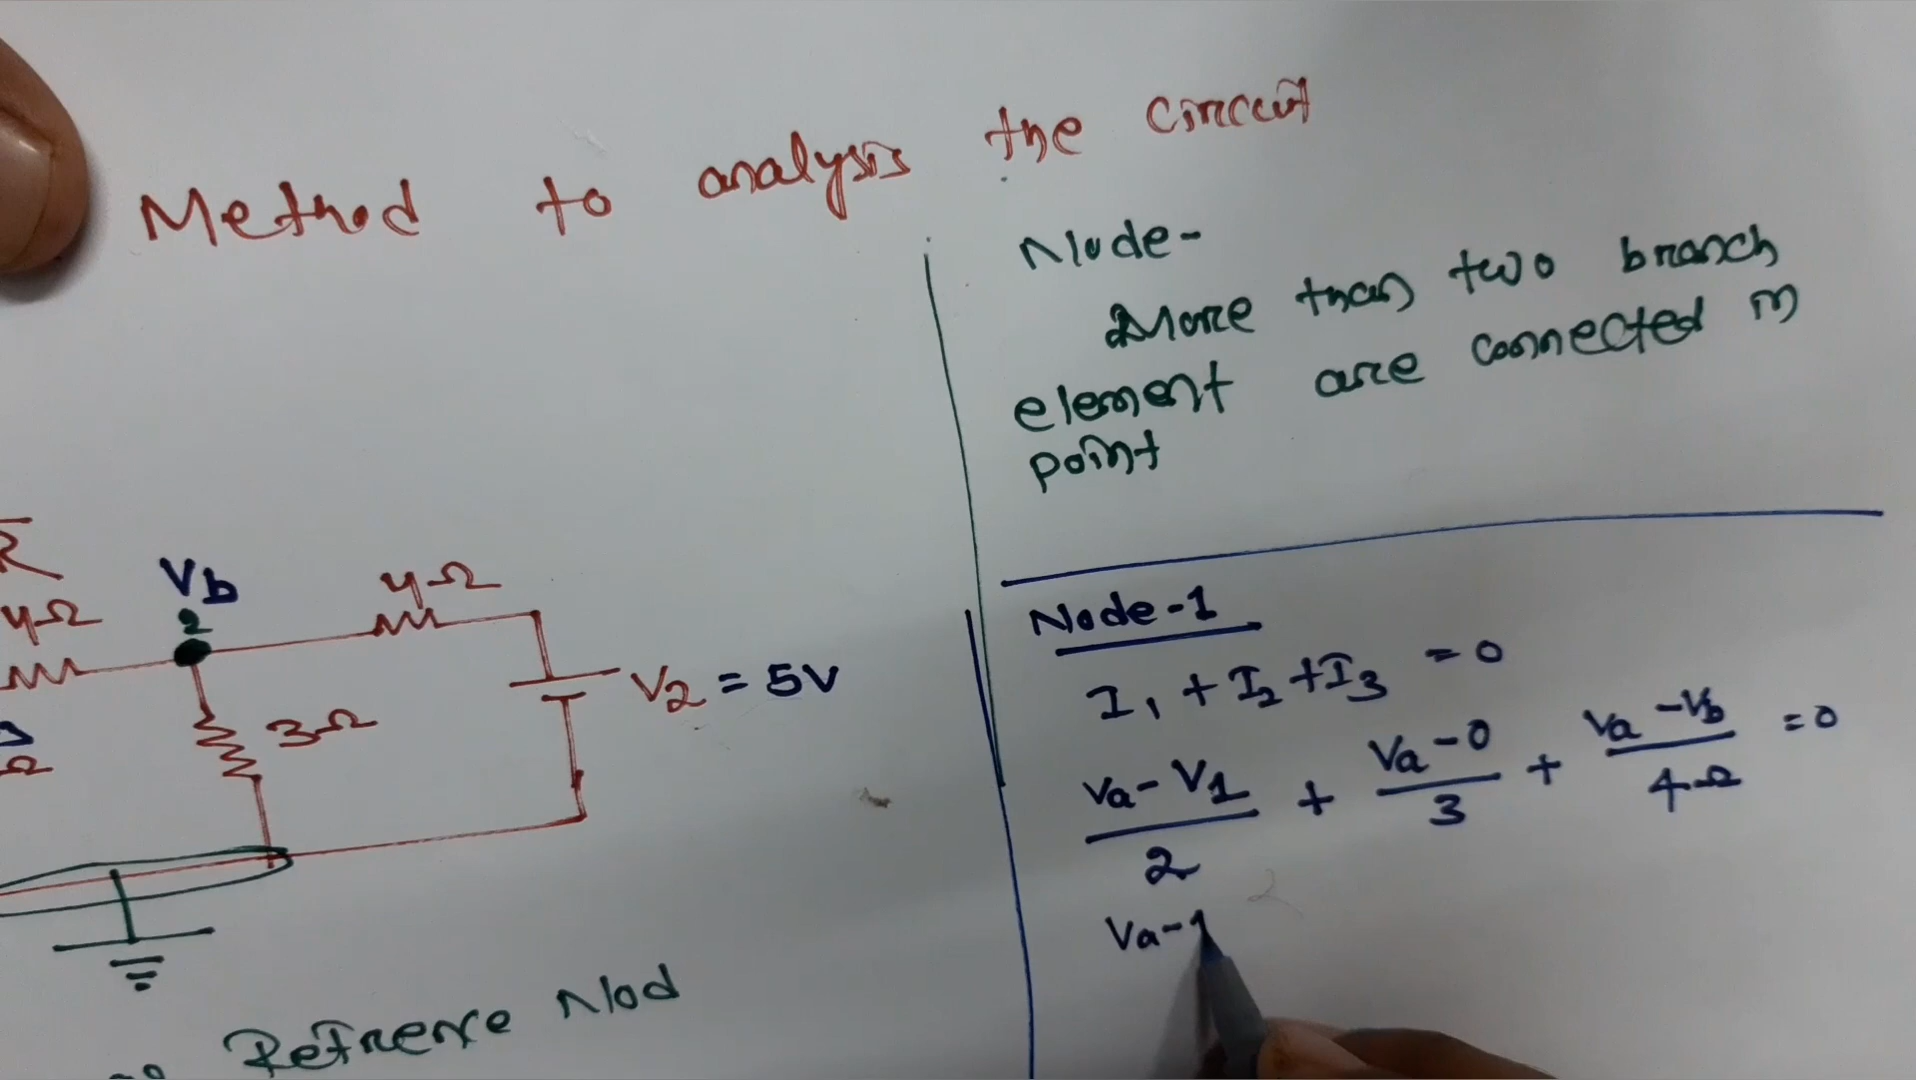 Method to analysis the circuit
Node-
More than two branch
element are connected in
point
Vb
2
4Ω
4Ω
3Ω
V2 = 5V
Node-1
I1 + I2 + I3 = 0
Va-V1/2 + Va-0/3 + Va-Vb/4Ω = 0
Va-1
Refrence Nod